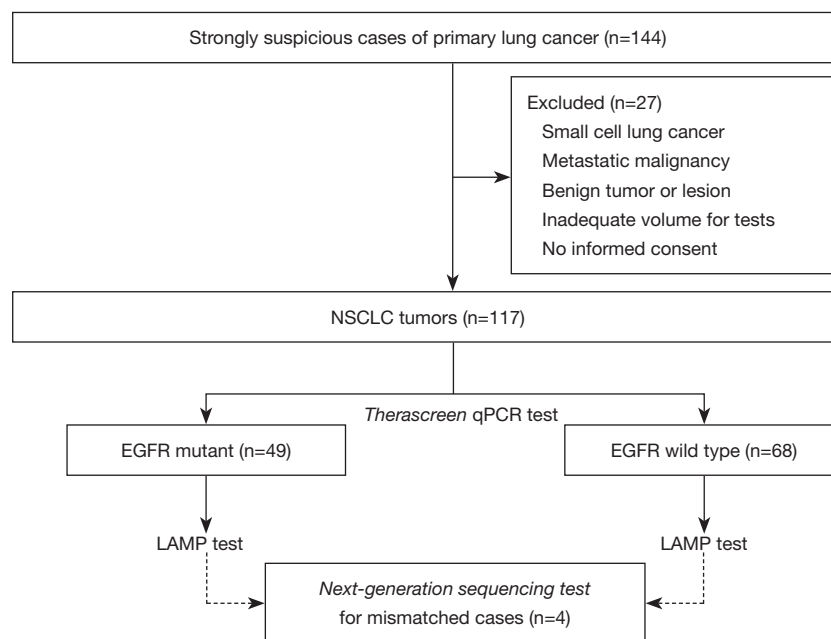 Strongly suspicious cases of primary lung cancer (n=144)
Excluded (n=27)
Small cell lung cancer
Metastatic malignancy
Benign tumor or lesion
Inadequate volume for tests
No informed consent
NSCLC tumors (n=117)
Therascreen qPCR test
EGFR mutant (n=49)
EGFR wild type (n=68)
LAMP test
LAMP test
Next-generation sequencing test
for mismatched cases (n=4)